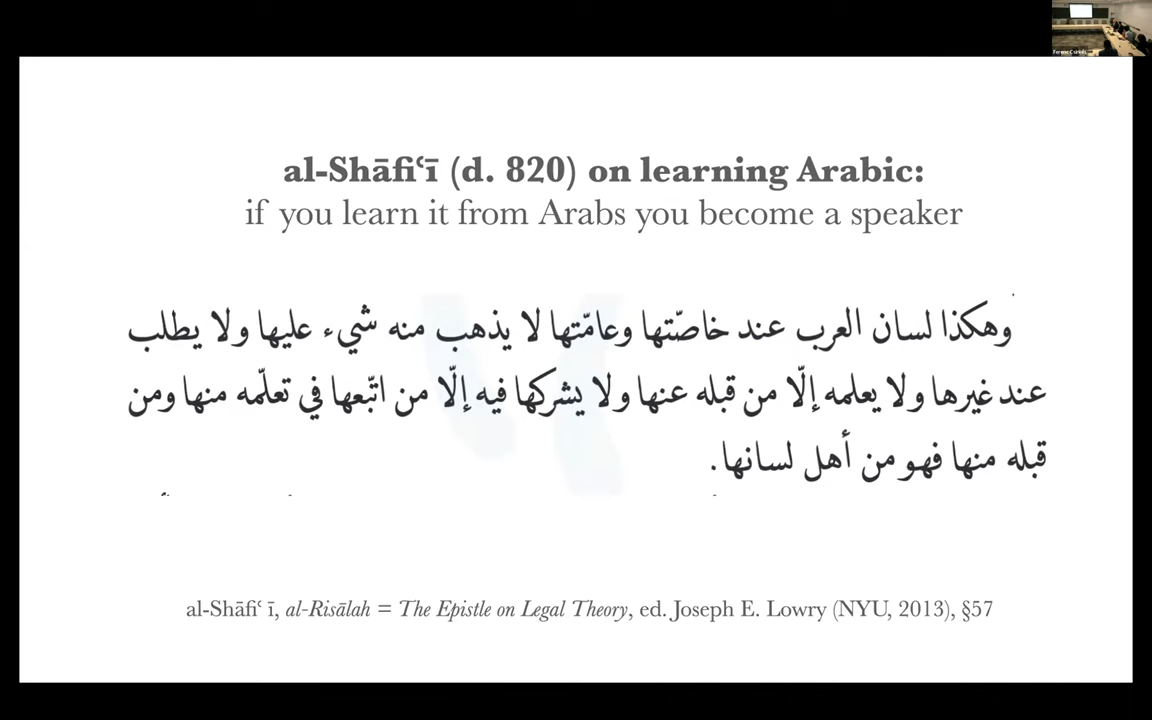 al-Shāfiʿī (d. 820) on learning Arabic:
if you learn it from Arabs you become a speaker
وهكذا لسان العرب عند خاصّتها وعامّتها لا يذهب منه شيء عليها ولا يطلب
عند غيرها ولا يعلمه إلّا من قبله عنها ولا يشركها فيه إلّا من اتّبعها في تعلّمه منها ومن
قبله منها فهو من أهل لسانها.
al-Shāfiʿ ī, al-Risālah = The Epistle on Legal Theory, ed. Joseph E. Lowry (NYU, 2013), §57